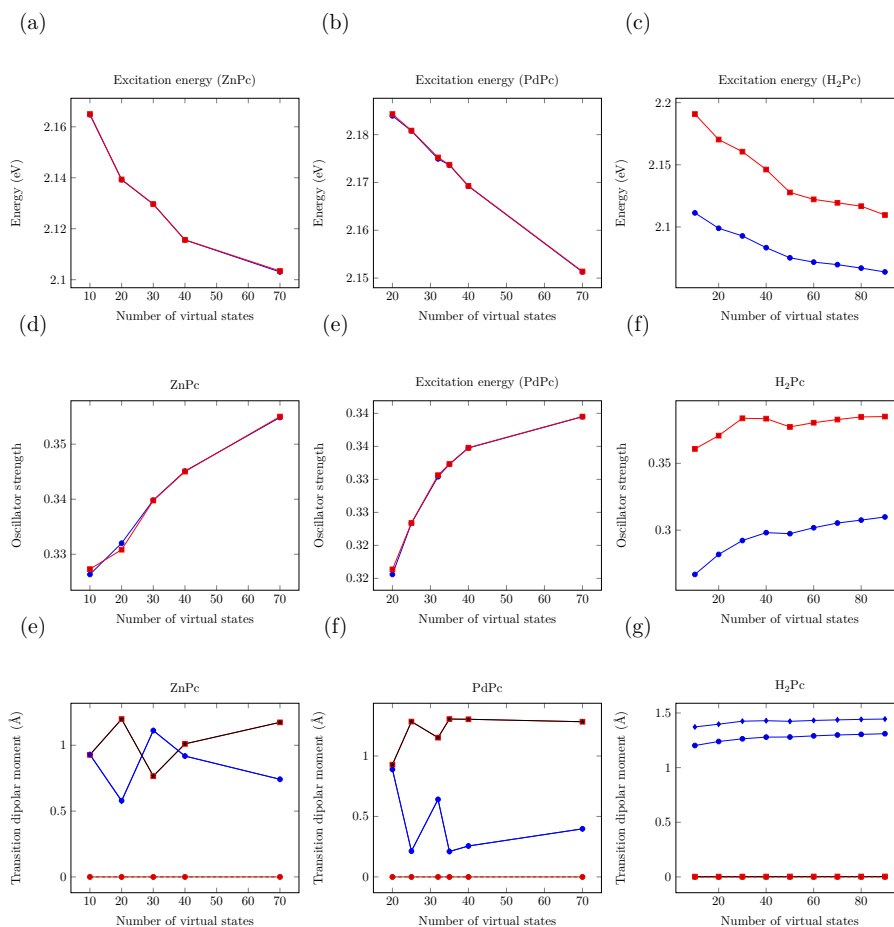 (a)
(b)
(c)
Excitation energy (ZnPc)
Excitation energy (PdPc)
Excitation energy (H₂Pc)
Energy (eV)
2.16
2.14
2.12
2.1
10 20 30 40 50 60 70
Number of virtual states
Energy (eV)
2.18
2.17
2.16
2.15
20 30 40 50 60 70
Number of virtual states
Energy (eV)
2.2
2.15
2.1
20 40 60 80
Number of virtual states
(d)
(e)
(f)
ZnPc
Excitation energy (PdPc)
H₂Pc
Oscillator strength
0.35
0.34
0.33
10 20 30 40 50 60 70
Number of virtual states
Oscillator strength
0.34
0.34
0.33
0.33
0.32
0.32
20 30 40 50 60 70
Number of virtual states
Oscillator strength
0.35
0.3
20 40 60 80
Number of virtual states
(e)
(f)
(g)
ZnPc
PdPc
H₂Pc
Transition dipolar moment (Å)
1
0.5
0
10 20 30 40 50 60 70
Number of virtual states
Transition dipolar moment (Å)
1
0.5
0
20 30 40 50 60 70
Number of virtual states
Transition dipolar moment (Å)
1.5
1
0.5
0
20 40 60 80
Number of virtual states